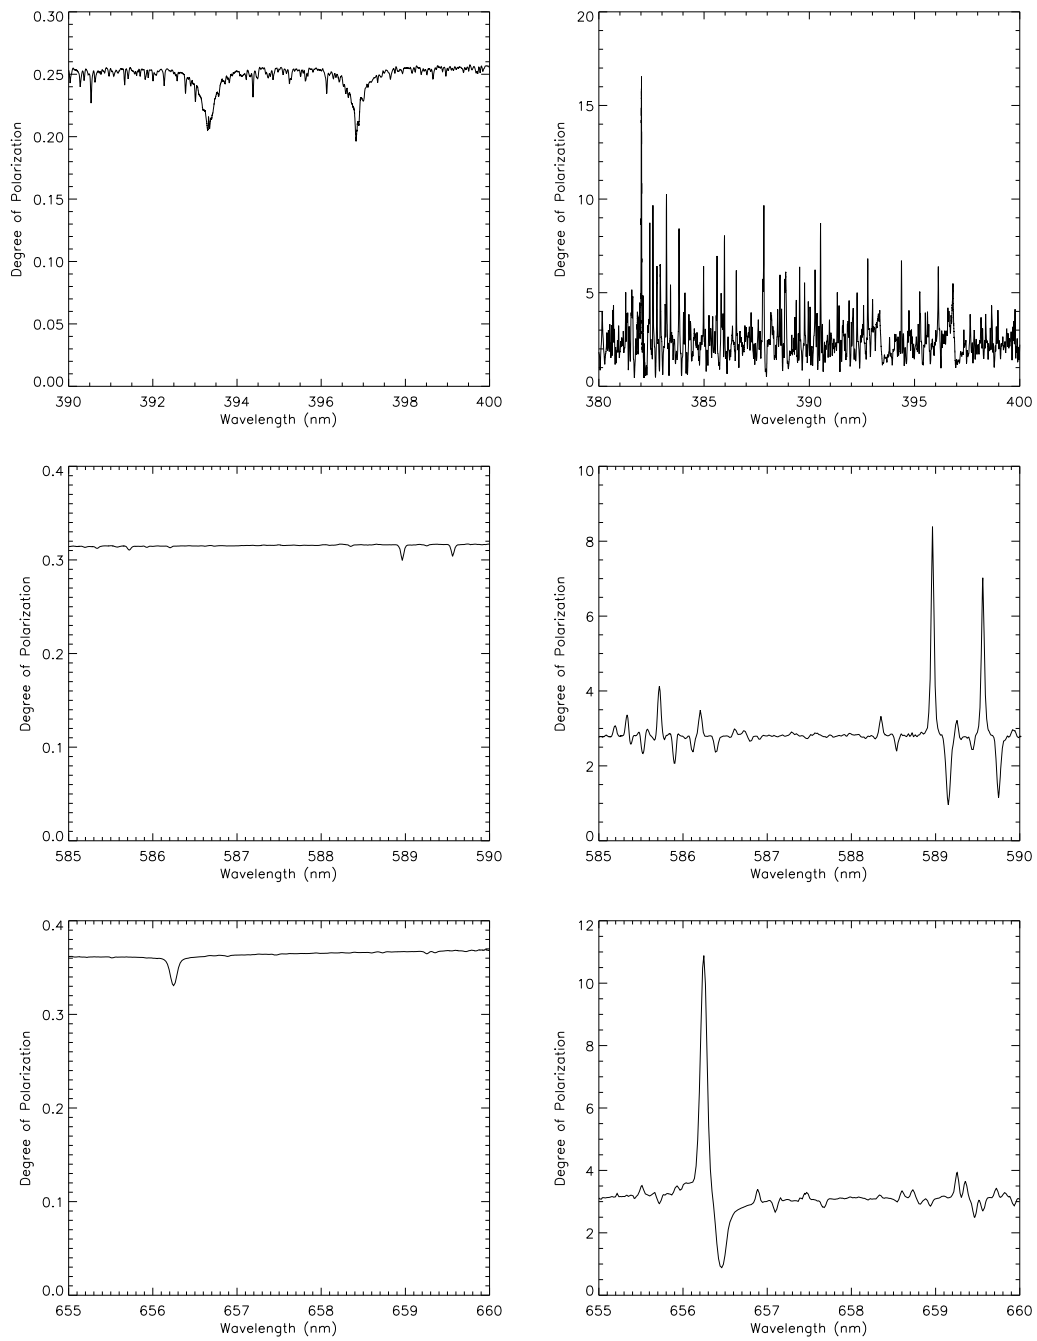 0.30
0.25
0.20
0.15
0.10
0.05
0.00
Degree of Polarization
390 392 394 396 398 400
Wavelength (nm)
20
15
10
5
0
Degree of Polarization
380 385 390 395 400
Wavelength (nm)
0.4
0.3
0.2
0.1
0.0
Degree of Polarization
585 586 587 588 589 590
Wavelength (nm)
10
8
6
4
2
0
Degree of Polarization
585 586 587 588 589 590
Wavelength (nm)
0.4
0.3
0.2
0.1
0.0
Degree of Polarization
655 656 657 658 659 660
Wavelength (nm)
12
10
8
6
4
2
0
Degree of Polarization
655 656 657 658 659 660
Wavelength (nm)